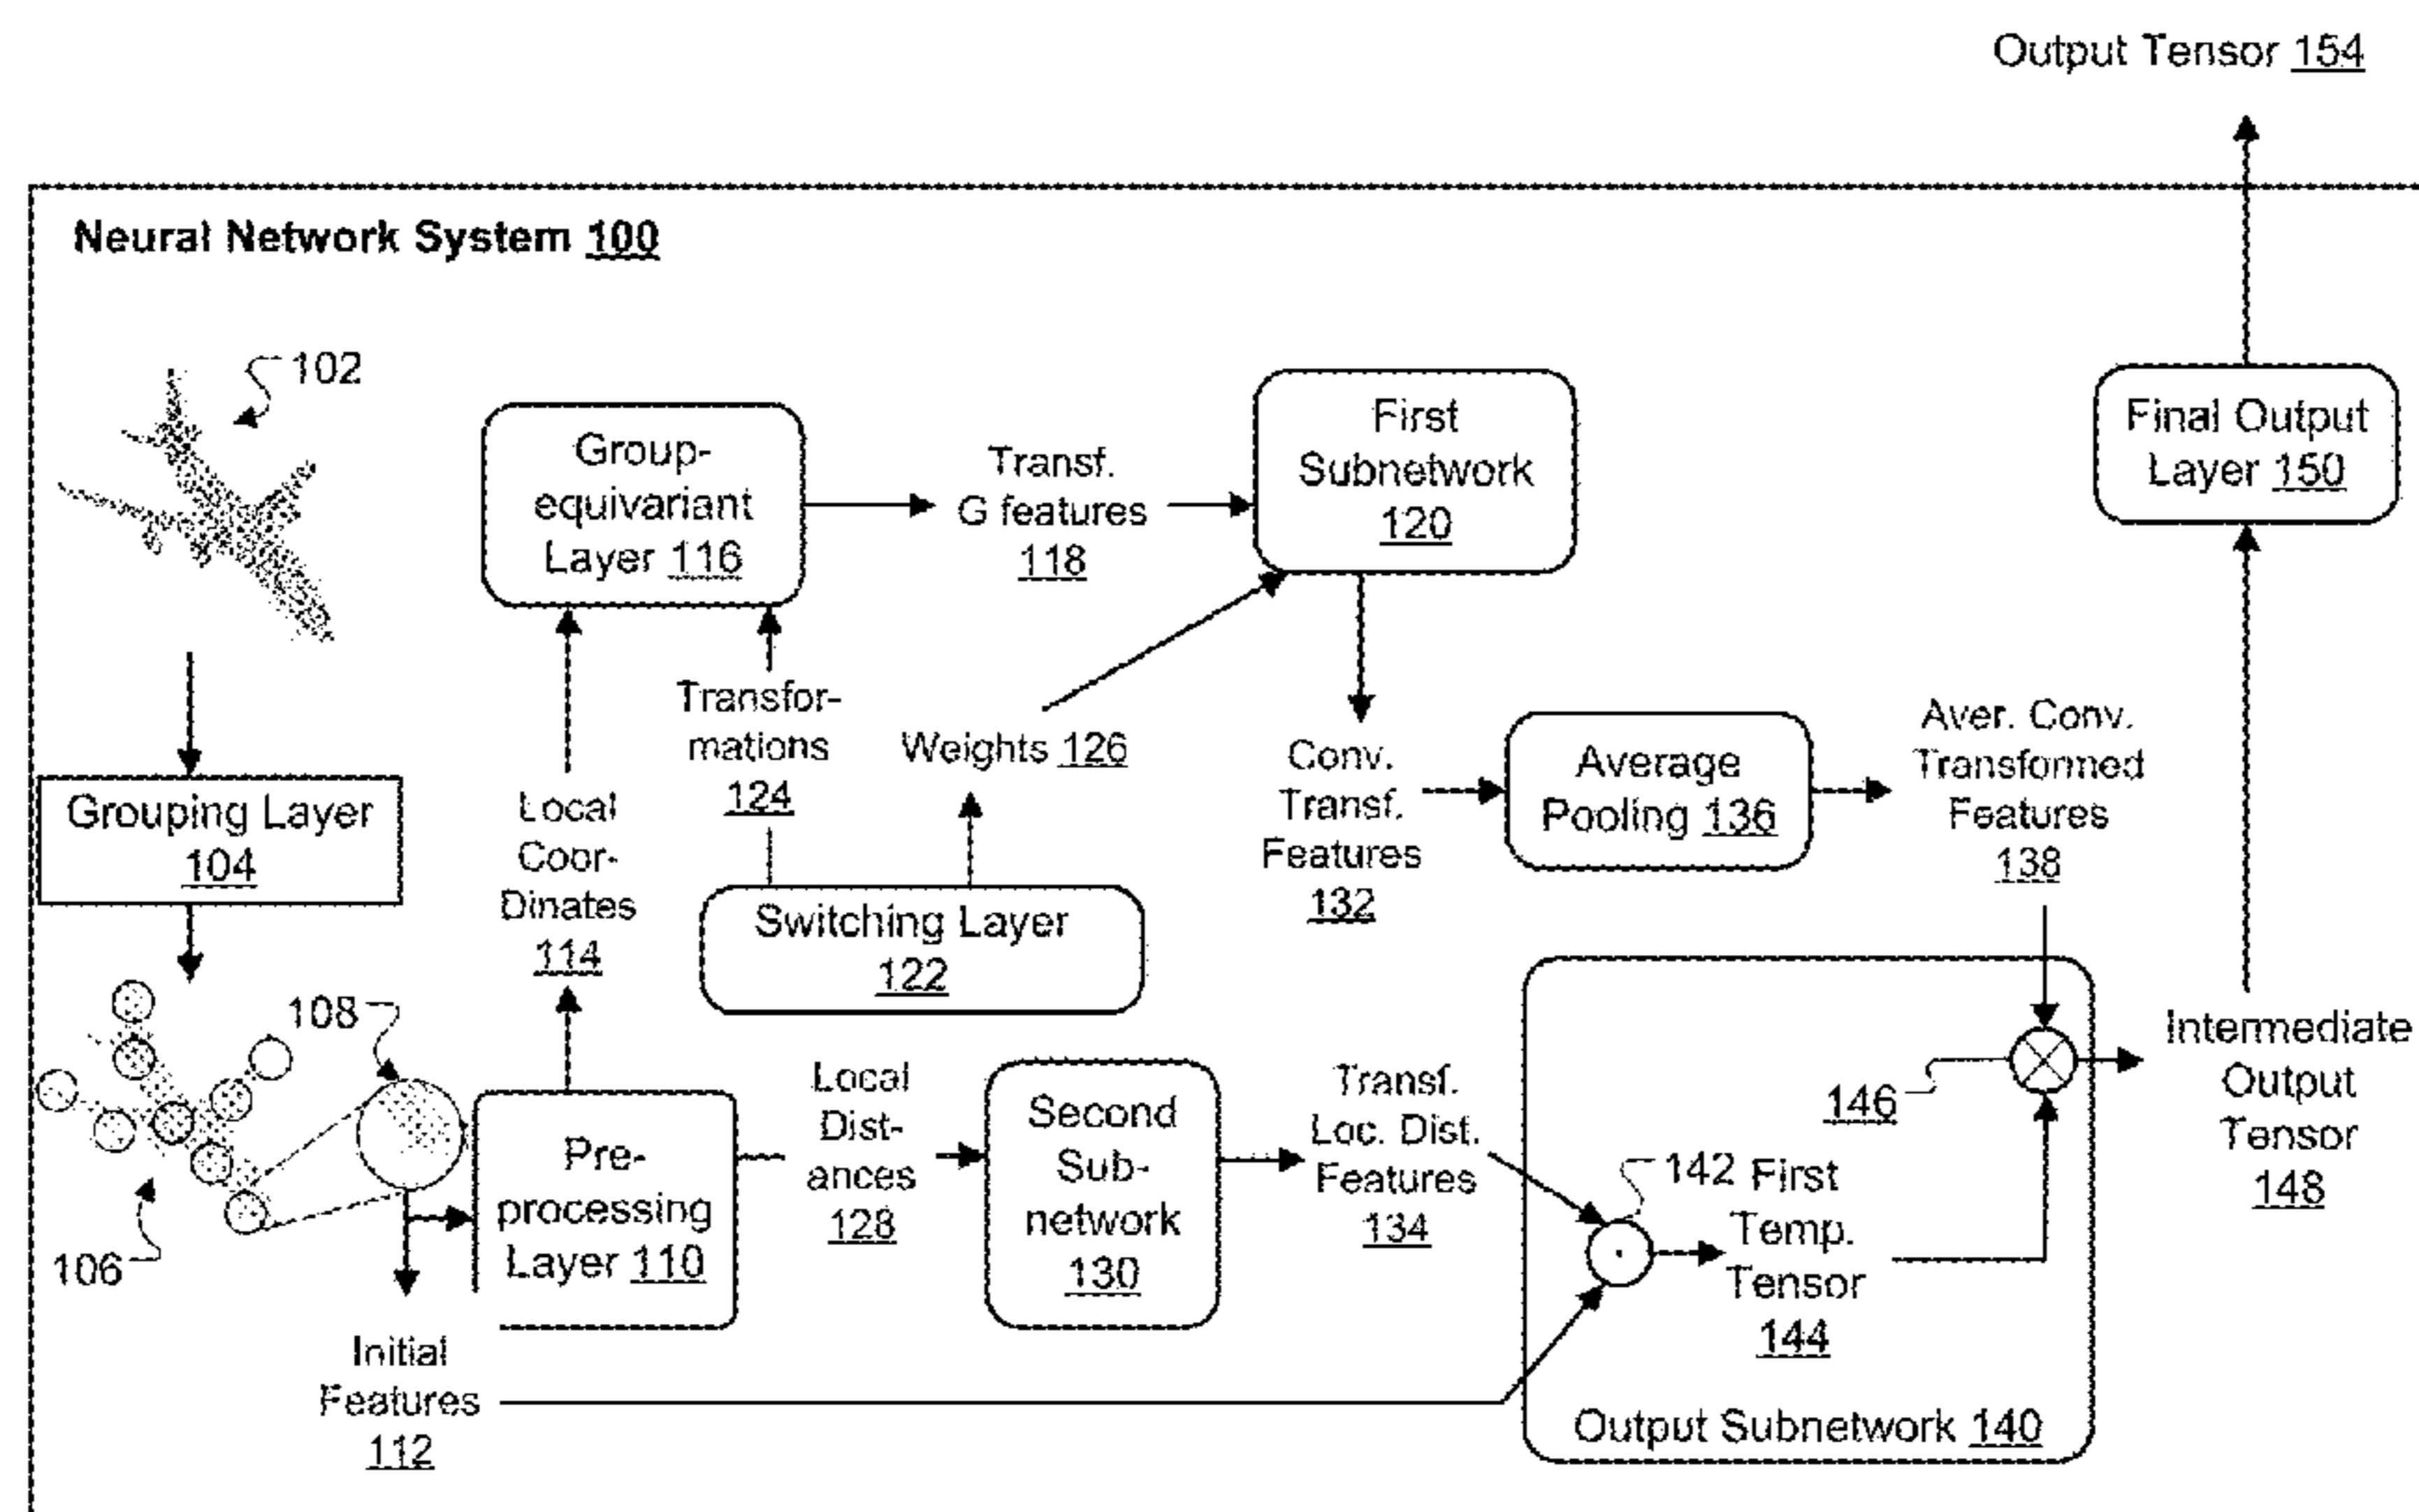 Output Tensor 154
Neural Network System 100
102
Group-
equivariant
Layer 116
Transf.
G features
118
First
Subnetwork
120
Final Output
Layer 150
Grouping Layer
104
Local
Coor-
Dinates
114
Transfor-
mations
124
Weights 126
Switching Layer
122
Conv.
Transf.
Features
132
Average
Pooling 136
Aver. Conv.
Transformed
Features
138
108
106
Pre-
processing
Layer 110
Local
Dist-
ances
128
Second
Sub-
network
130
Transf.
Loc. Dist.
Features
134
142
First
Temp.
Tensor
144
146
Intermediate
Output
Tensor
148
Initial
Features
112
Output Subnetwork 140